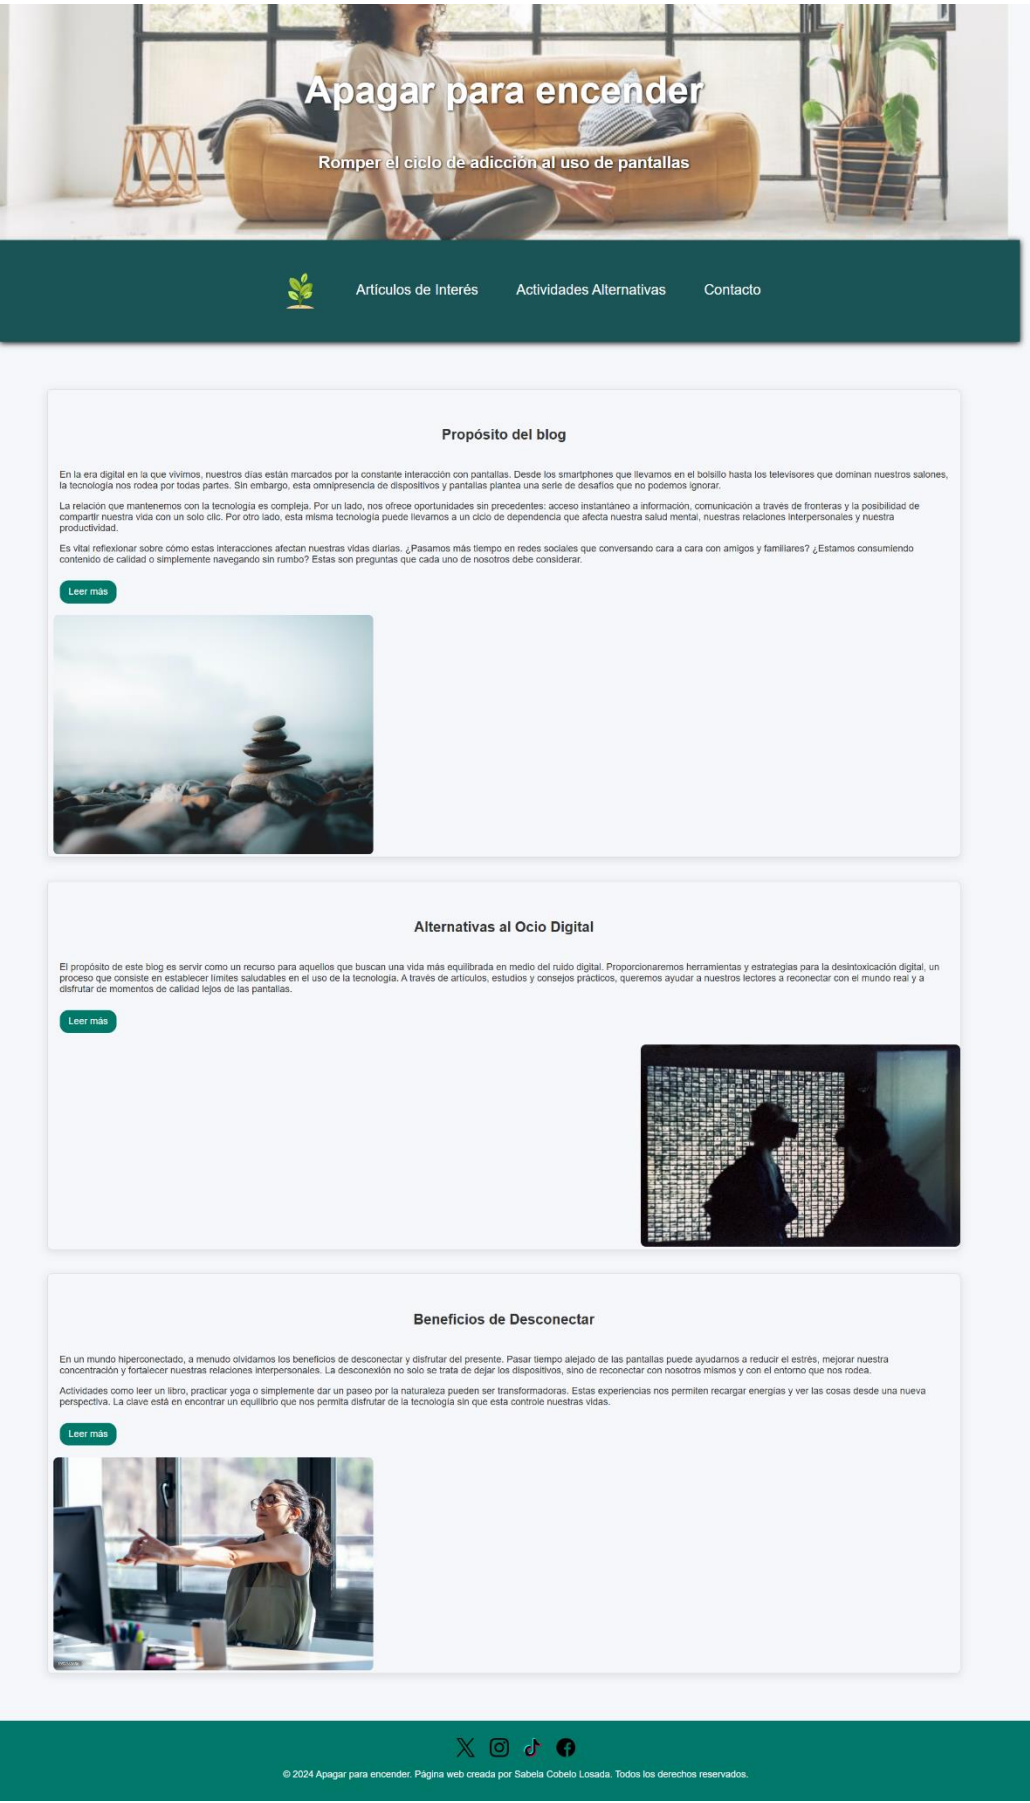 Apagar para encender
Romper el ciclo de adicción al uso de pantallas
Artículos de Interés Actividades Alternativas Contacto
Propósito del blog
En la era digital en la que vivimos, nuestros días están marcados por la constante interacción con pantallas. Desde los smartphones que llevamos en el bolsillo hasta los televisores que dominan nuestros salones,
la tecnología nos rodea por todas partes. Sin embargo, esta omnipresencia de dispositivos y pantallas plantea una serie de desafíos que no podemos ignorar.
La relación que mantenemos con la tecnología es compleja. Por un lado, nos ofrece oportunidades sin precedentes: acceso instantáneo a información, comunicación a través de fronteras y la posibilidad de
compartir nuestra vida con un solo clic. Por otro lado, esta misma tecnología puede llevarnos a un ciclo de dependencia que afecta nuestra salud mental, nuestras relaciones interpersonales y nuestra
productividad.
Es vital reflexionar sobre cómo estas interacciones afectan nuestras vidas diarias. ¿Pasamos más tiempo en redes sociales que conversando cara a cara con amigos y familiares? ¿Estamos consumiendo
contenido de calidad o simplemente navegando sin rumbo? Estas son preguntas que cada uno de nosotros debe considerar.
Leer más
Alternativas al Ocio Digital
El propósito de este blog es servir como un recurso para aquellos que buscan una vida más equilibrada en medio del ruido digital. Proporcionaremos herramientas y estrategias para la desintoxicación digital, un
proceso que consiste en establecer límites saludables en el uso de la tecnología. A través de artículos, estudios y consejos prácticos, queremos ayudar a nuestros lectores a reconectar con el mundo real y a
disfrutar de momentos de calidad lejos de las pantallas.
Leer más
Beneficios de Desconectar
En un mundo hiperconectado, a menudo olvidamos los beneficios de desconectar y disfrutar del presente. Pasar tiempo alejado de las pantallas puede ayudarnos a reducir el estrés, mejorar nuestra
concentración y fortalecer nuestras relaciones interpersonales. La desconexión no solo se trata de dejar los dispositivos, sino de reconectar con nosotros mismos y con el entorno que nos rodea.
Actividades como leer un libro, practicar yoga o simplemente dar un paseo por la naturaleza pueden ser transformadoras. Estas experiencias nos permiten recargar energías y ver las cosas desde una nueva
perspectiva. La clave está en encontrar un equilibrio que nos permita disfrutar de la tecnología sin que esta controle nuestras vidas.
Leer más
© 2024 Apagar para encender. Página web creada por Sabela Cobelo Losada. Todos los derechos reservados.